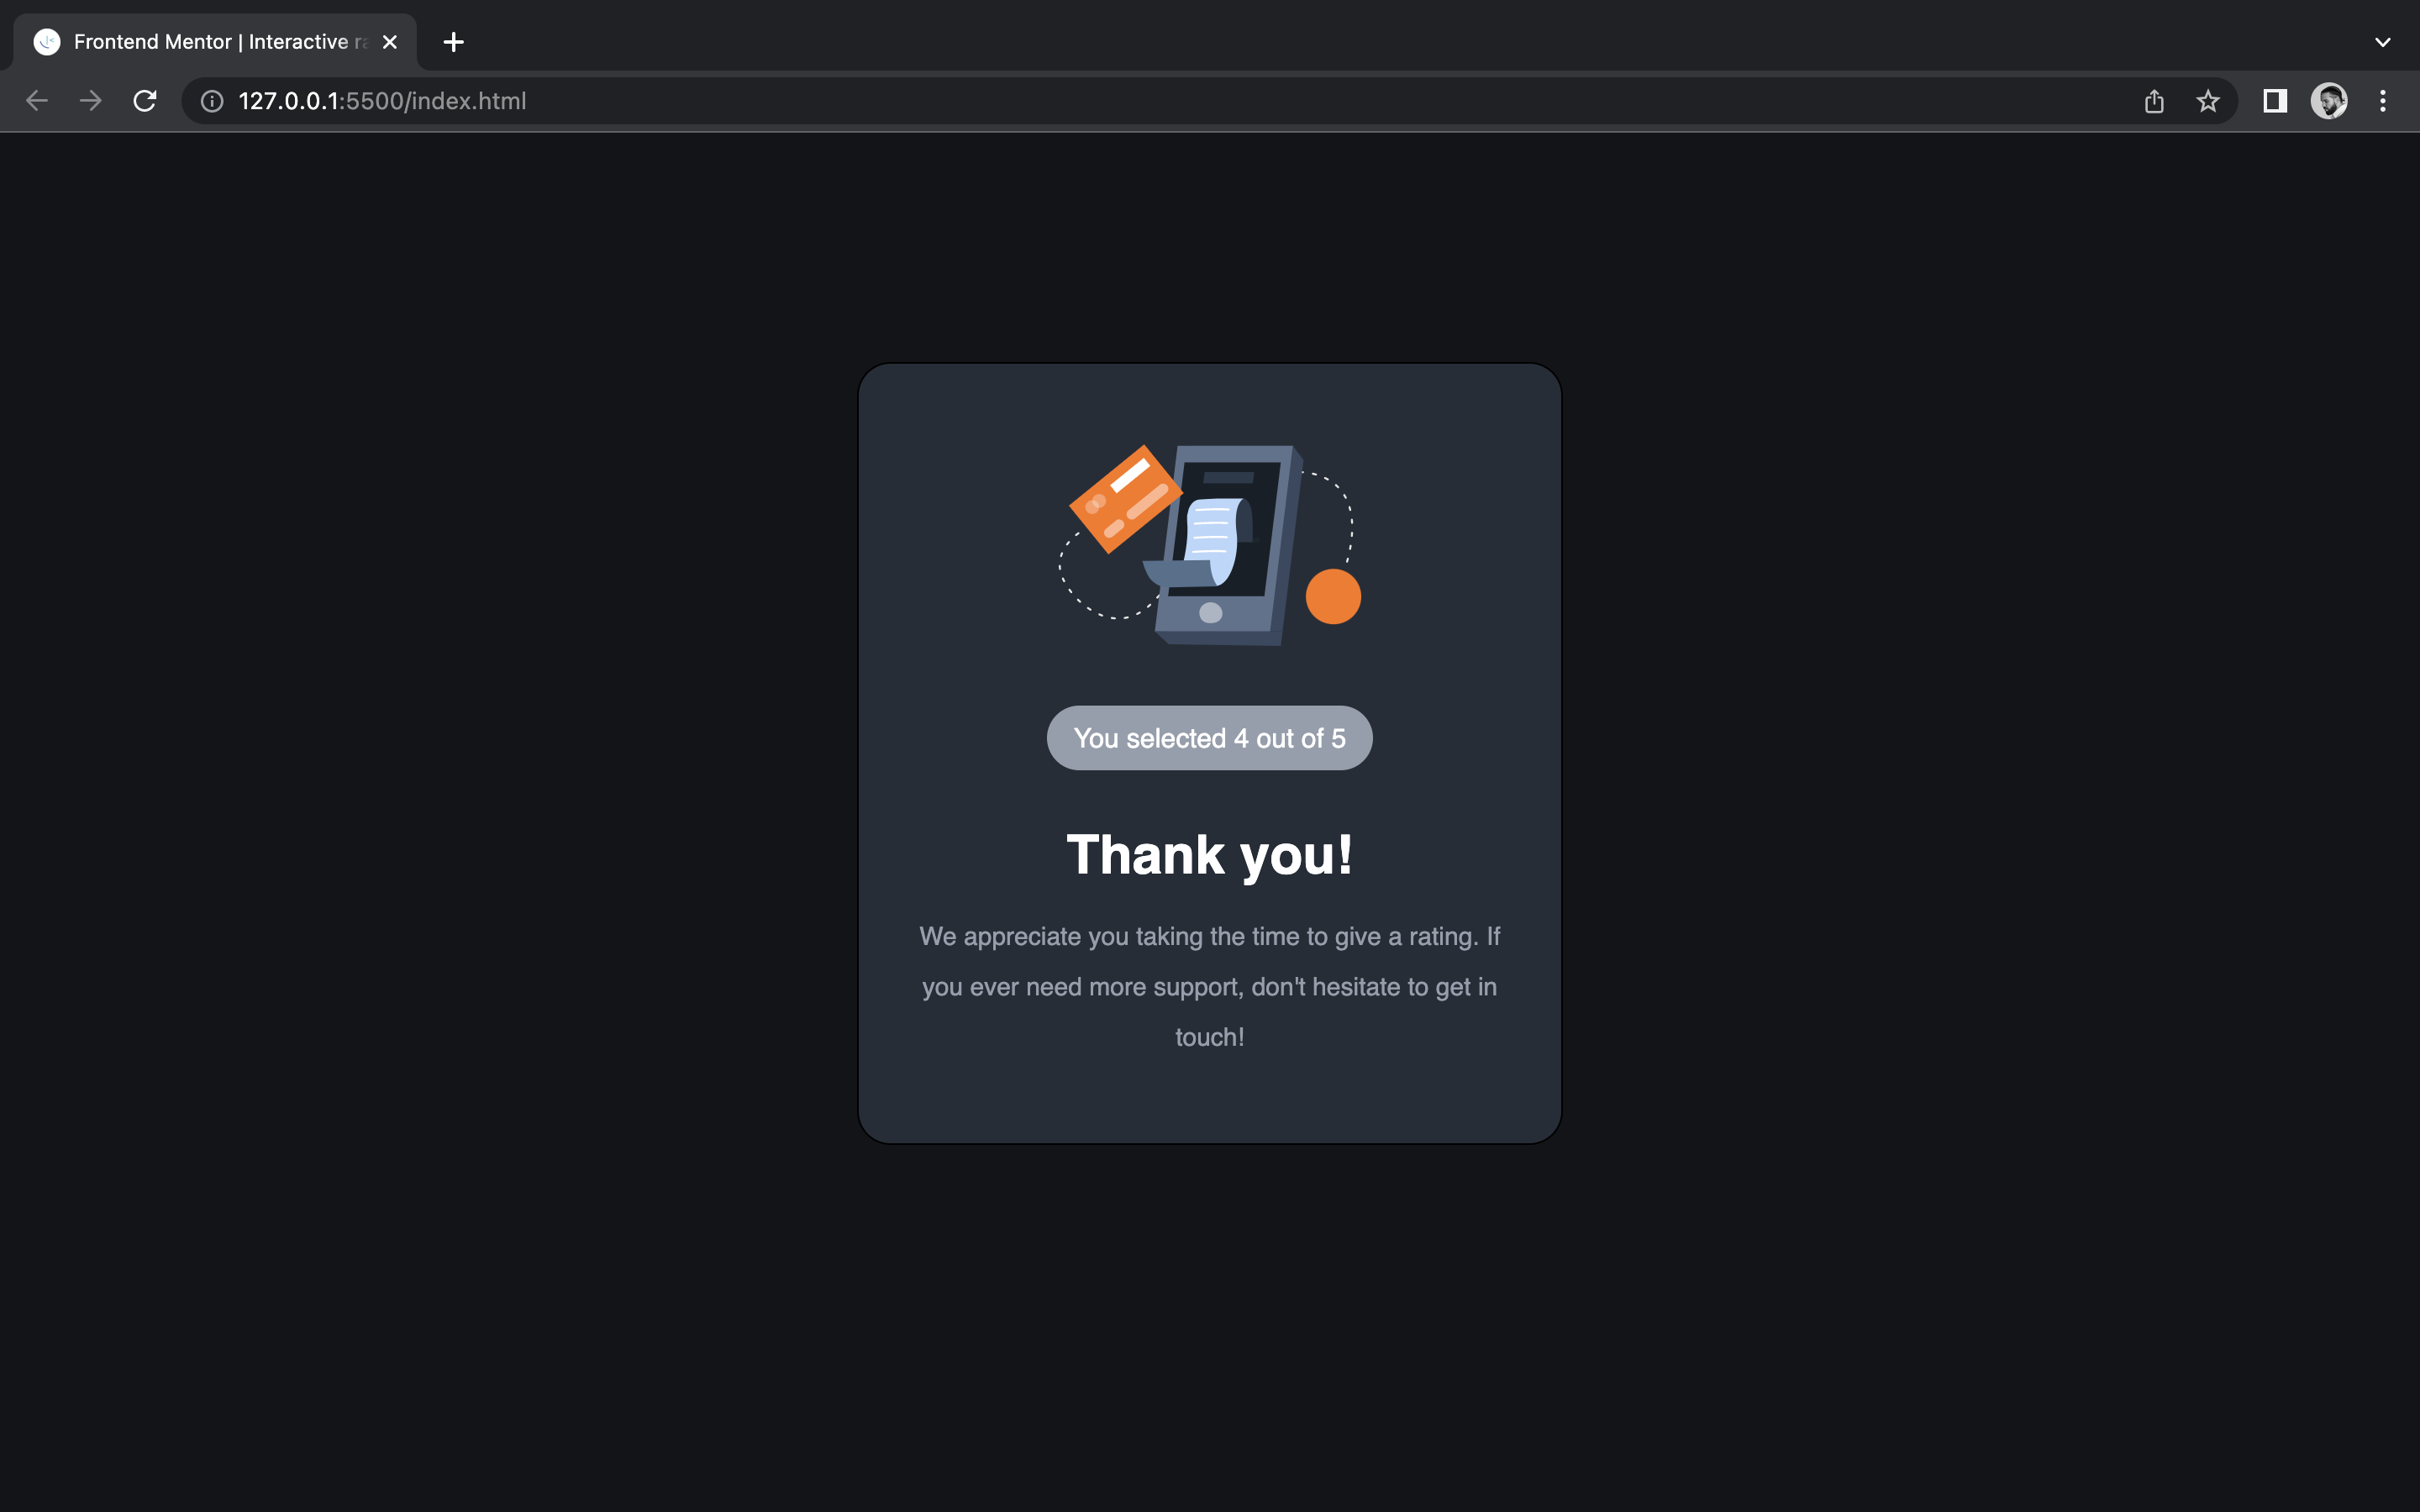 Frontend Mentor | Interactive ra
127.0.0.1:5500/index.html
You selected 4 out of 5
Thank you!
We appreciate you taking the time to give a rating. If
you ever need more support, don't hesitate to get in
touch!